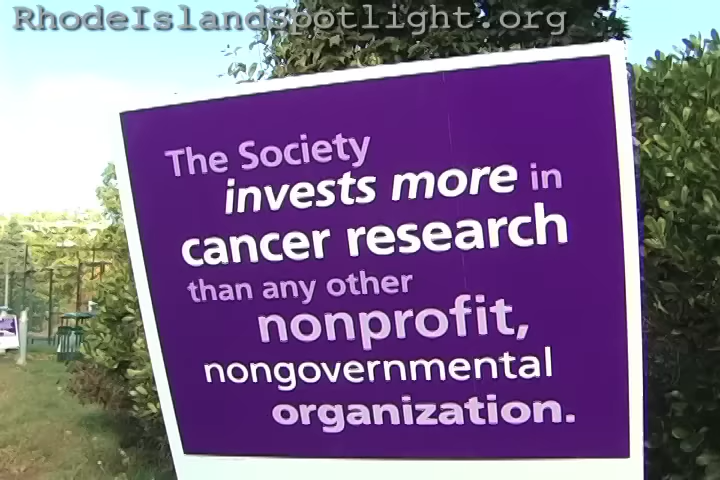 RhodeIslandSpotlight.org
The Society
invests more in
cancer research
than any other
nonprofit,
nongovernmental
organization.